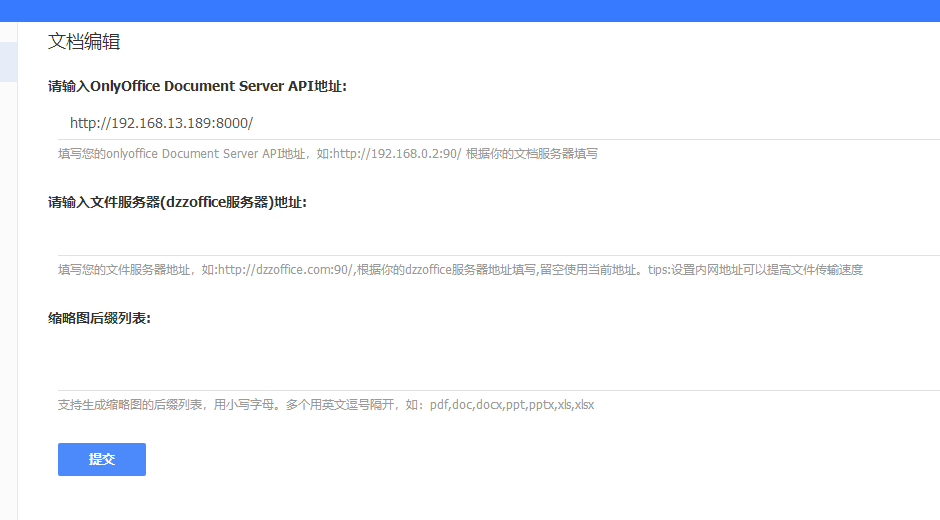 文档编辑
请输入OnlyOffice Document Server API地址:
http://192.168.13.189:8000/
填写您的onlyoffice Document Server API地址，如:http://192.168.0.2:90/ 根据你的文档服务器填写
请输入文件服务器(dzzoffice服务器)地址:
填写您的文件服务器地址，如:http://dzzoffice.com:90/,根据你的dzzoffice服务器地址填写,留空使用当前地址。tips:设置内网地址可以提高文件传输速度
缩略图后缀列表:
支持生成缩略图的后缀列表，用小写字母。多个用英文逗号隔开，如：pdf,doc,docx,ppt,pptx,xls,xlsx
提交